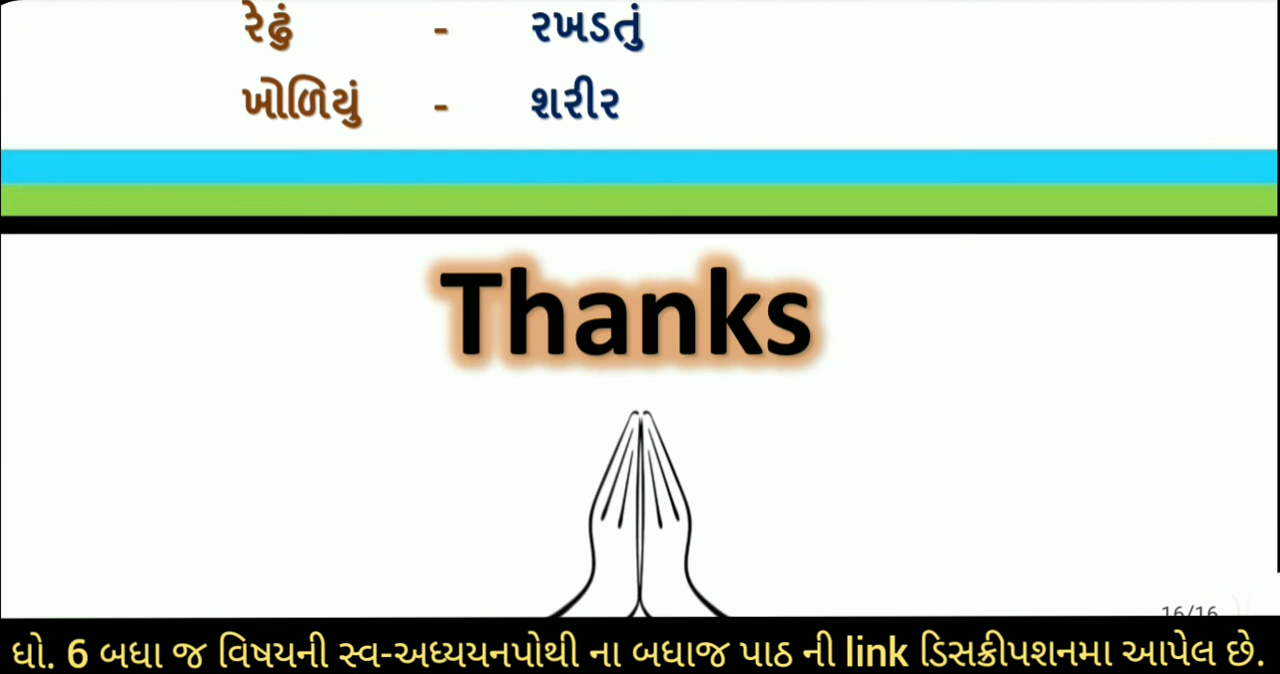 રેઢું - રખડતું
ખોળિયું - શરીર
Thanks
16/16
ધો. 6 બધા જ વિષયની સ્વ-અધ્યયનપોથી ના બધાજ પાઠ ની link ડિસક્રીપશનમા આપેલ છે.